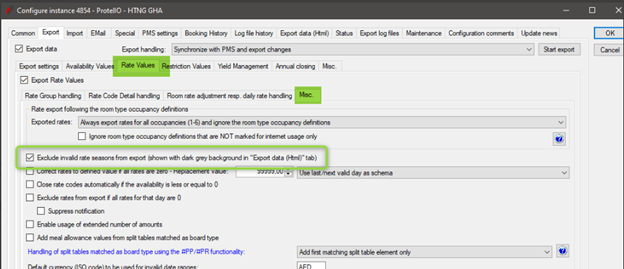 Configure instance 4854 - ProtelIO - HTNG GHA
Common Export Import EMail Special PMS settings Booking History Log file history Export data (Html) Status Export log files Maintenance Configuration comments Update news OK
Export data Export handling: Synchronize with PMS and export changes Start export Cancel
Export settings Availability Values Rate Values Restriction Values Yield Management Annual closing Misc.
Export Rate Values
Rate Group handling Rate Code Detail handling Room rate adjustment resp. daily rate handling Misc.
Rate export following the room type occupancy definitions
Exported rates: Always export rates for all occupancies (1-6) and ignore the room type definitions
Ignore room type occupancy definitions that are NOT marked for internet usage only
Exclude invalid rate seasons from export (shown with dark grey background in "Export data (Html)" tab)
Correct rates to defined value if all rates are zero - Replacement value: 99999,00 Use last/next valid day as schema
Close rate codes automatically if the availability is less or equal to 0
Exclude rates from export if all rates for that day are 0
Suppress notification
Enable usage of extended number of amounts
Add meal allowance values from split tables matched as board type
Handling of split tables matched as board type using the #PP/#PR functionality: Add first matching split table element only
Default currency (ISO code) to be used for invalid date ranges: AED